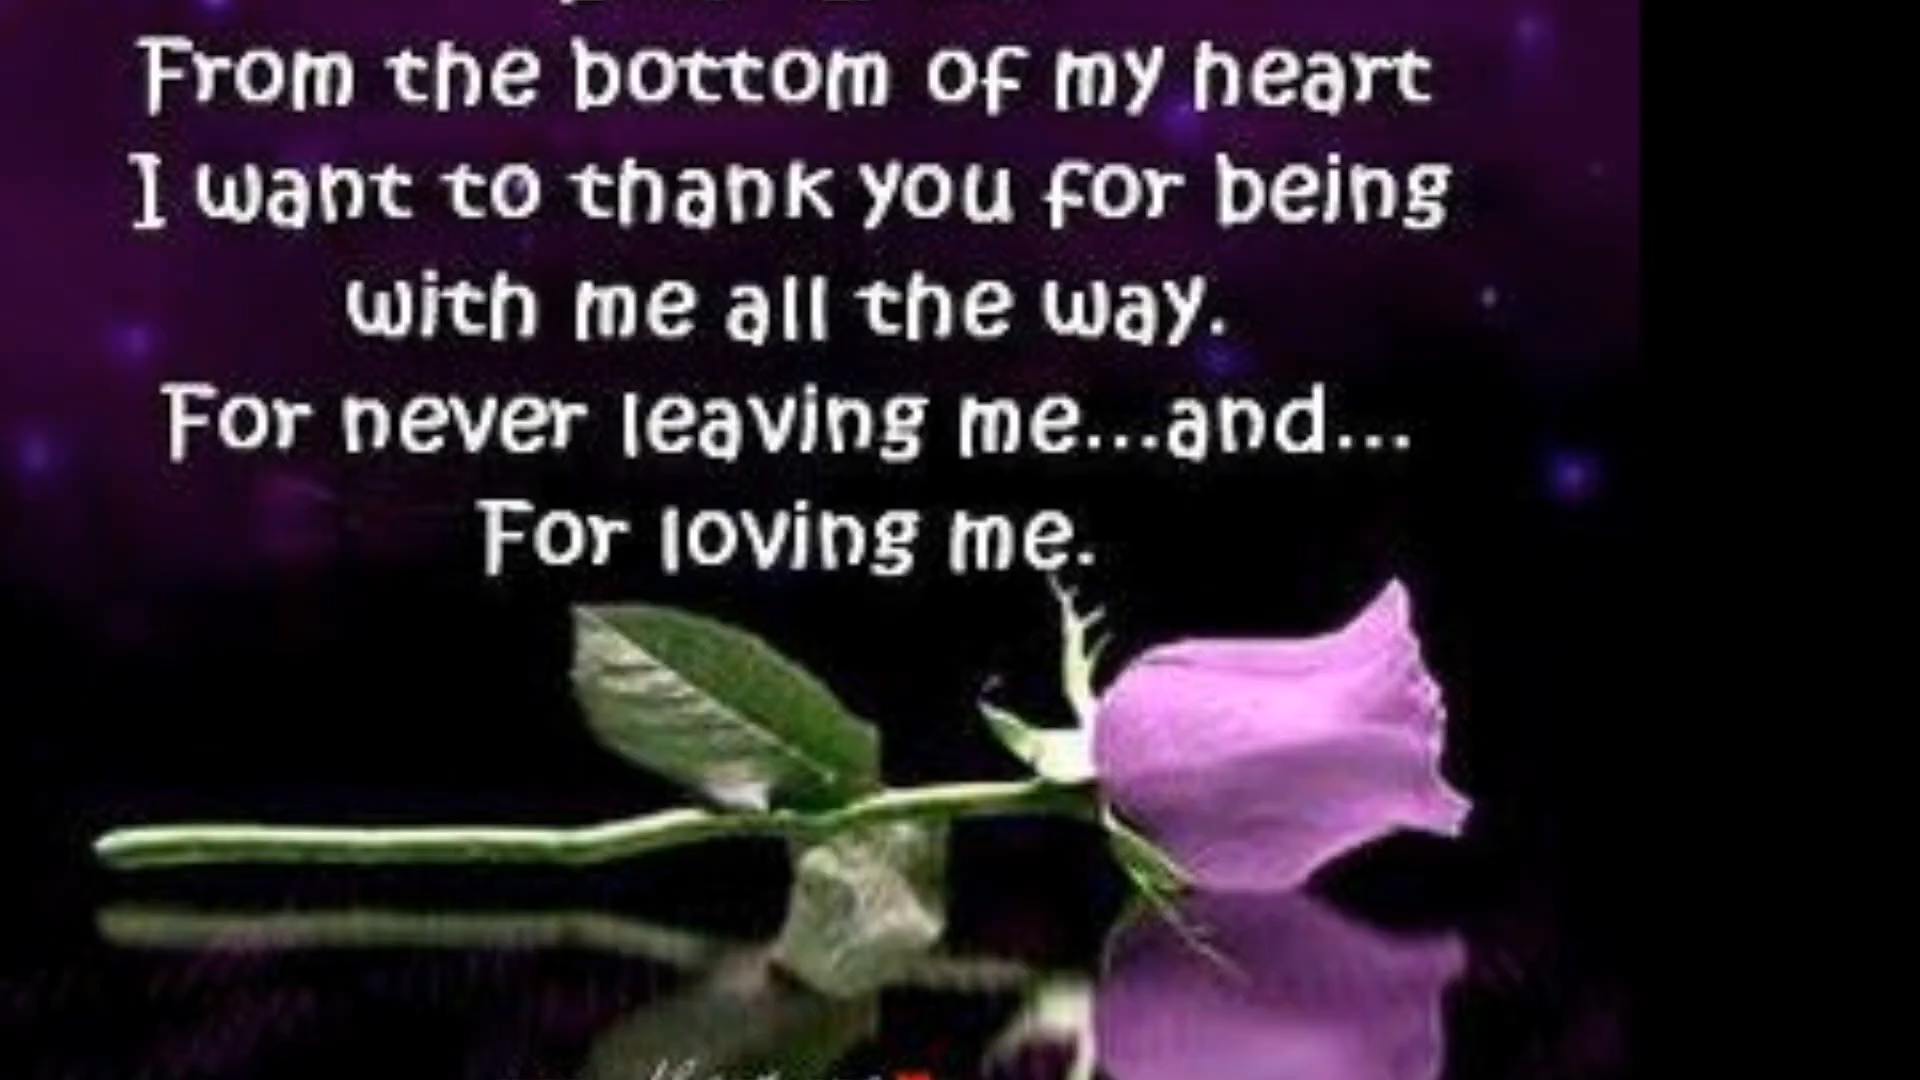 From the bottom of my heart
I want to thank you for being
with me all the way.
For never leaving me...and...
For loving me.